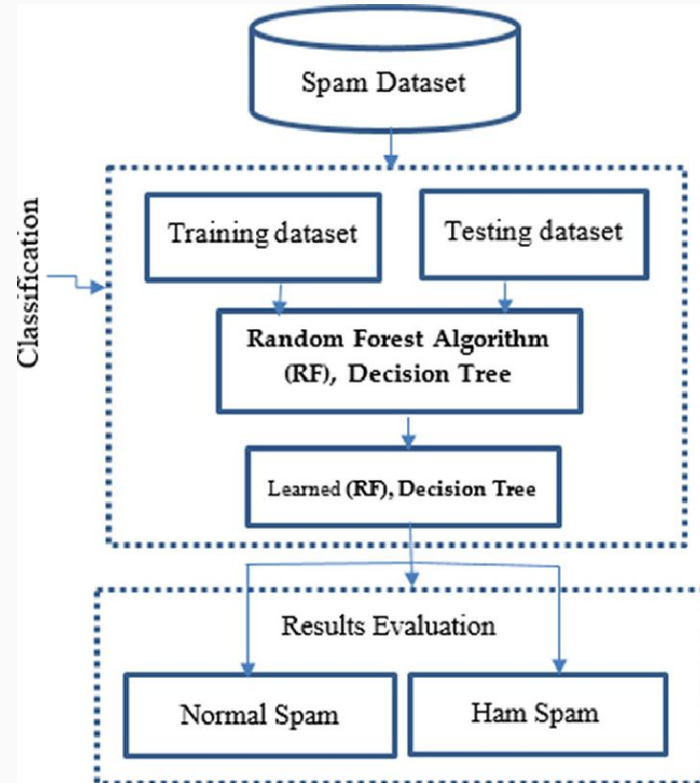 Spam Dataset
Classification
Training dataset
Testing dataset
Random Forest Algorithm
(RF), Decision Tree
Learned (RF), Decision Tree
Results Evaluation
Normal Spam
Ham Spam